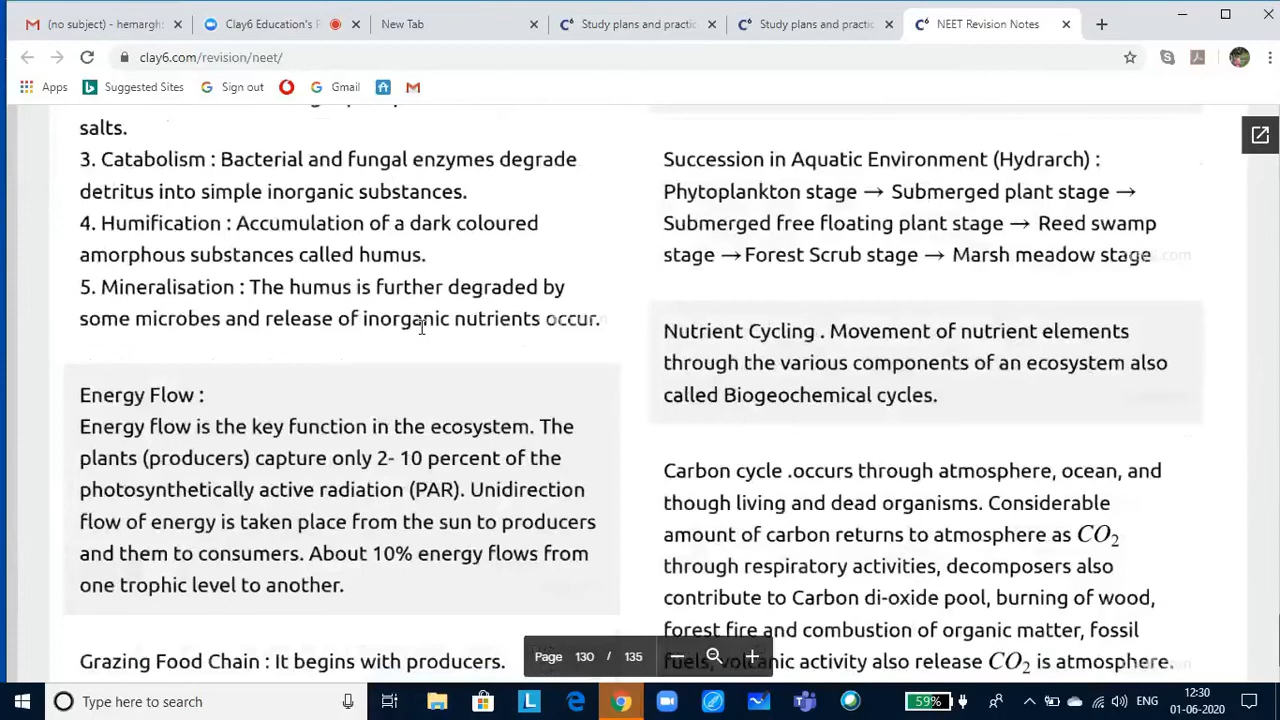 (no subject) - hemargh
Clay6 Education's P
New Tab
Study plans and practic
Study plans and practic
NEET Revision Notes
clay6.com/revision/neet/
Apps
Suggested Sites
Sign out
Gmail
salts.
3. Catabolism : Bacterial and fungal enzymes degrade
detritus into simple inorganic substances.
4. Humification : Accumulation of a dark coloured
amorphous substances called humus.
5. Mineralisation : The humus is further degraded by
some microbes and release of inorganic nutrients occur.
Energy Flow :
Energy flow is the key function in the ecosystem. The
plants (producers) capture only 2- 10 percent of the
photosynthetically active radiation (PAR). Unidirection
flow of energy is taken place from the sun to producers
and them to consumers. About 10% energy flows from
one trophic level to another.
Grazing Food Chain : It begins with producers.
Succession in Aquatic Environment (Hydrarch) :
Phytoplankton stage → Submerged plant stage →
Submerged free floating plant stage → Reed swamp
stage →Forest Scrub stage → Marsh meadow stage
Nutrient Cycling . Movement of nutrient elements
through the various components of an ecosystem also
called Biogeochemical cycles.
Carbon cycle .occurs through atmosphere, ocean, and
though living and dead organisms. Considerable
amount of carbon returns to atmosphere as CO₂
through respiratory activities, decomposers also
contribute to Carbon di-oxide pool, burning of wood,
forest fire and combustion of organic matter, fossil
fuels, volcanic activity also release CO₂ is atmosphere.
Page 130 / 135
Type here to search
59%
ENG
12:30
01-06-2020